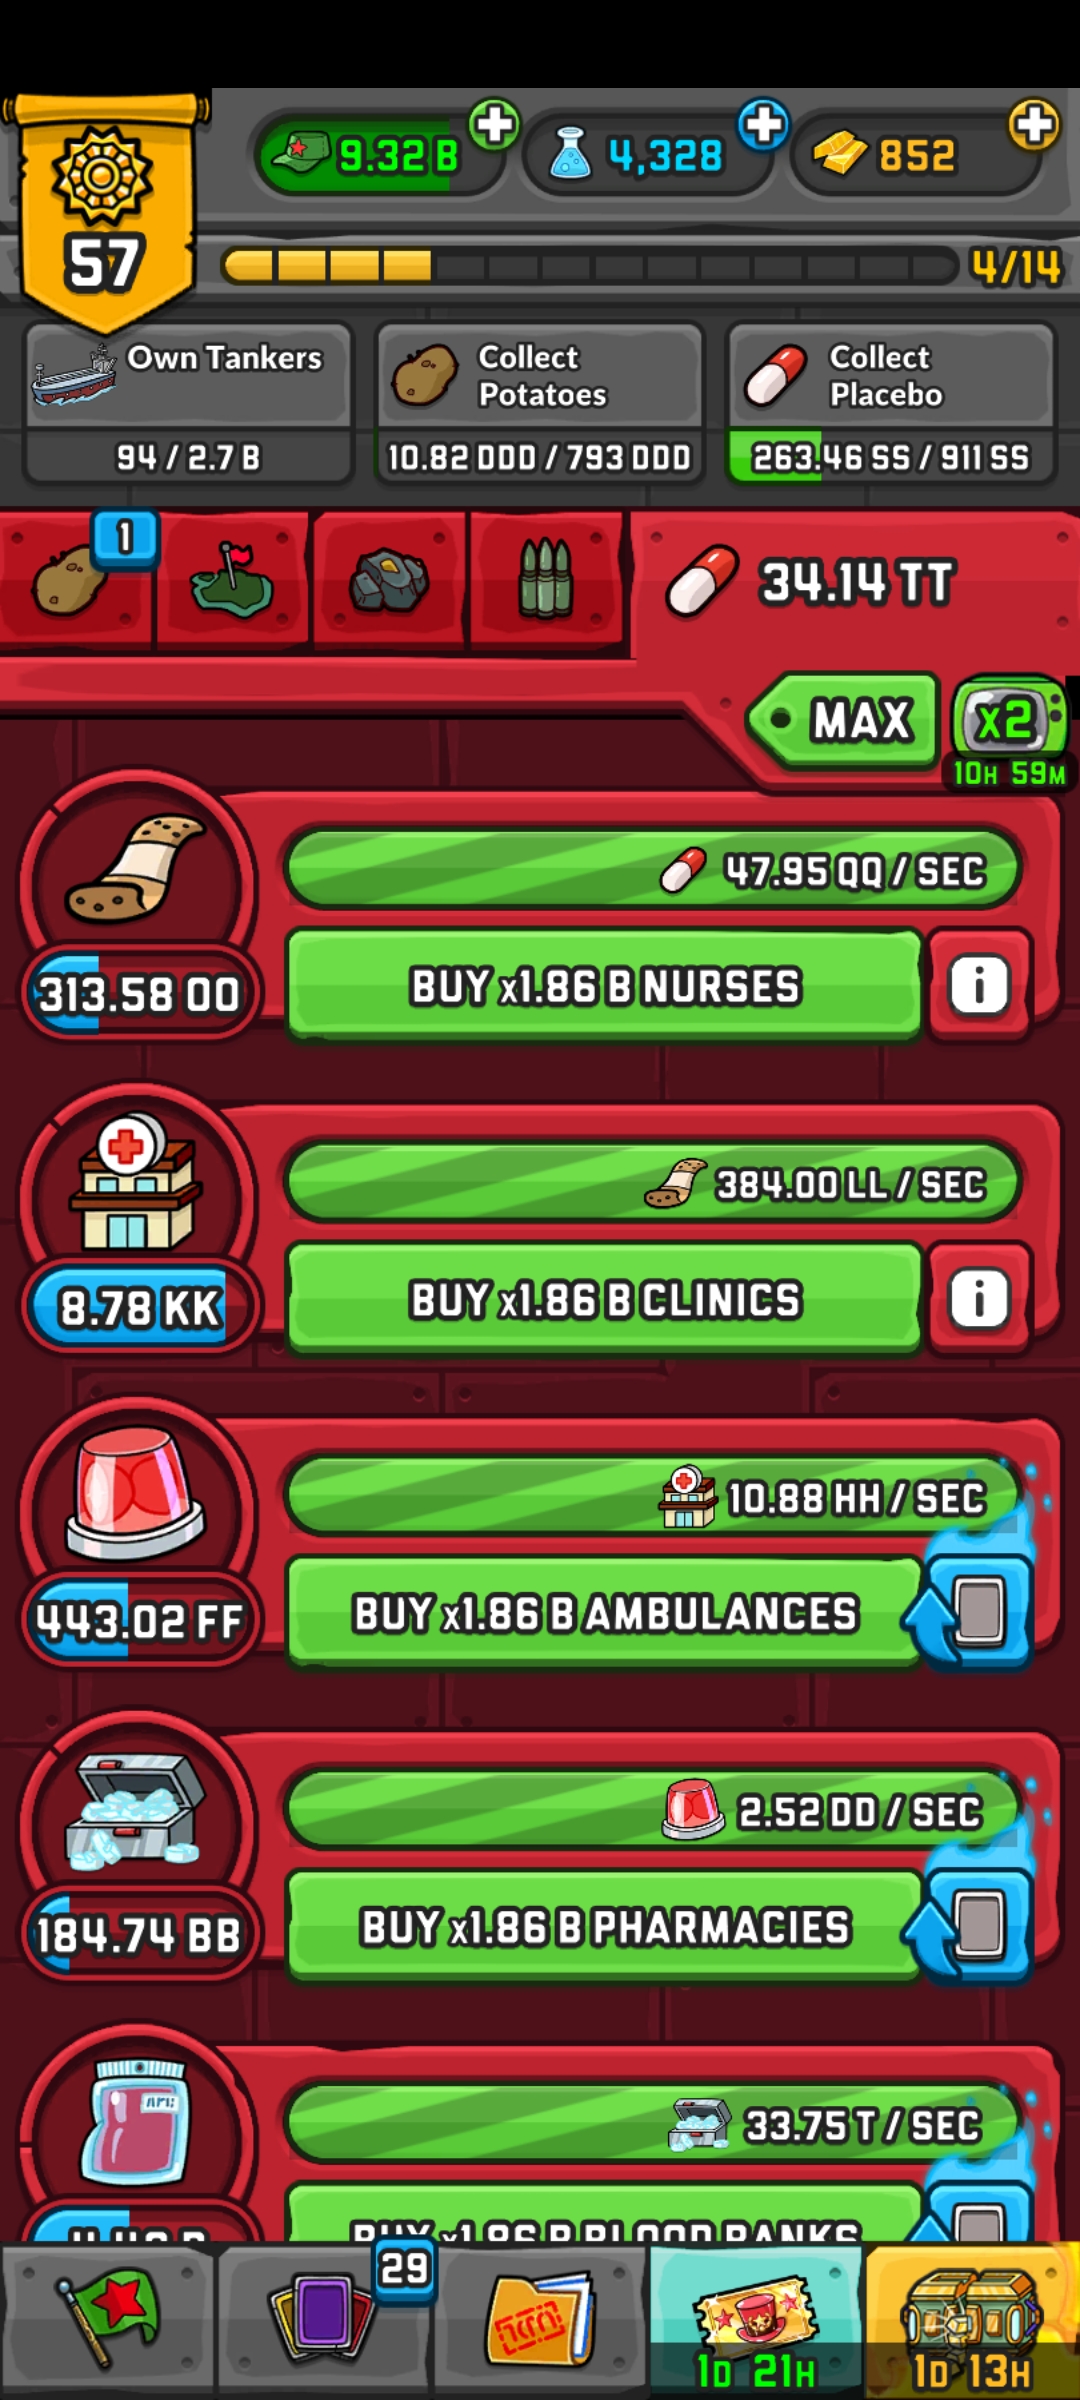 9.32 B
4,328
852
57
4/14
Own Tankers
94 / 2.7 B
Collect
Potatoes
10.82 DDD / 793 DDD
Collect
Placebo
263.46 SS / 911 SS
1
34.14 TT
MAX
x2
10H 59M
47.95 QQ / SEC
313.58 OO
BUY x1.86 B NURSES
i
384.00 LL / SEC
8.78 KK
BUY x1.86 B CLINICS
i
10.88 HH / SEC
443.02 FF
BUY x1.86 B AMBULANCES
2.52 DD / SEC
184.74 BB
BUY x1.86 B PHARMACIES
33.75 T / SEC
BUY x1.86 B BLOOD BANKS
29
1D 21H
1D 13H